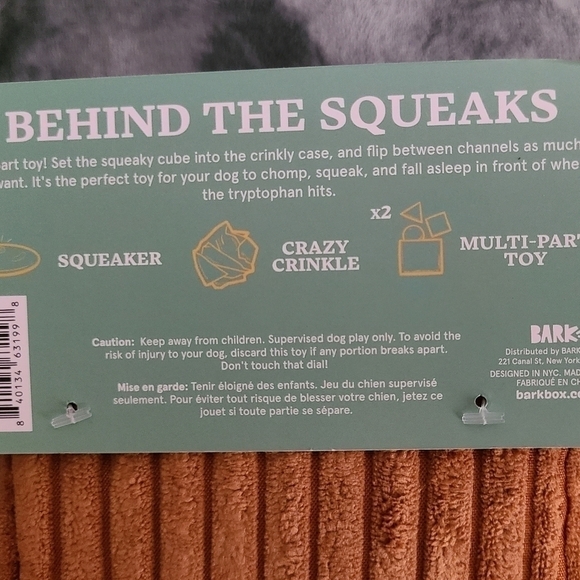 BEHIND THE SQUEAKS
art toy! Set the squeaky cube into the crinkly case, and flip between channels as much
want. It's the perfect toy for your dog to chomp, squeak, and fall asleep in front of whe
the tryptophan hits.
SQUEAKER
CRAZY
CRINKLE
x2
MULTI-PART
TOY
Caution: Keep away from children. Supervised dog play only. To avoid the
risk of injury to your dog, discard this toy if any portion breaks apart.
Don't touch that dial!
Mise en garde: Tenir éloigné des enfants. Jeu du chien supervisé
seulement. Pour éviter tout risque de blesser votre chien, jetez ce
jouet si toute partie se sépare.
BARK
Distributed by BARK
221 Canal St, New York
DESIGNED IN NYC. MAD
FABRIQUÉ EN CH
barkbox.co
8 40134 63199 8